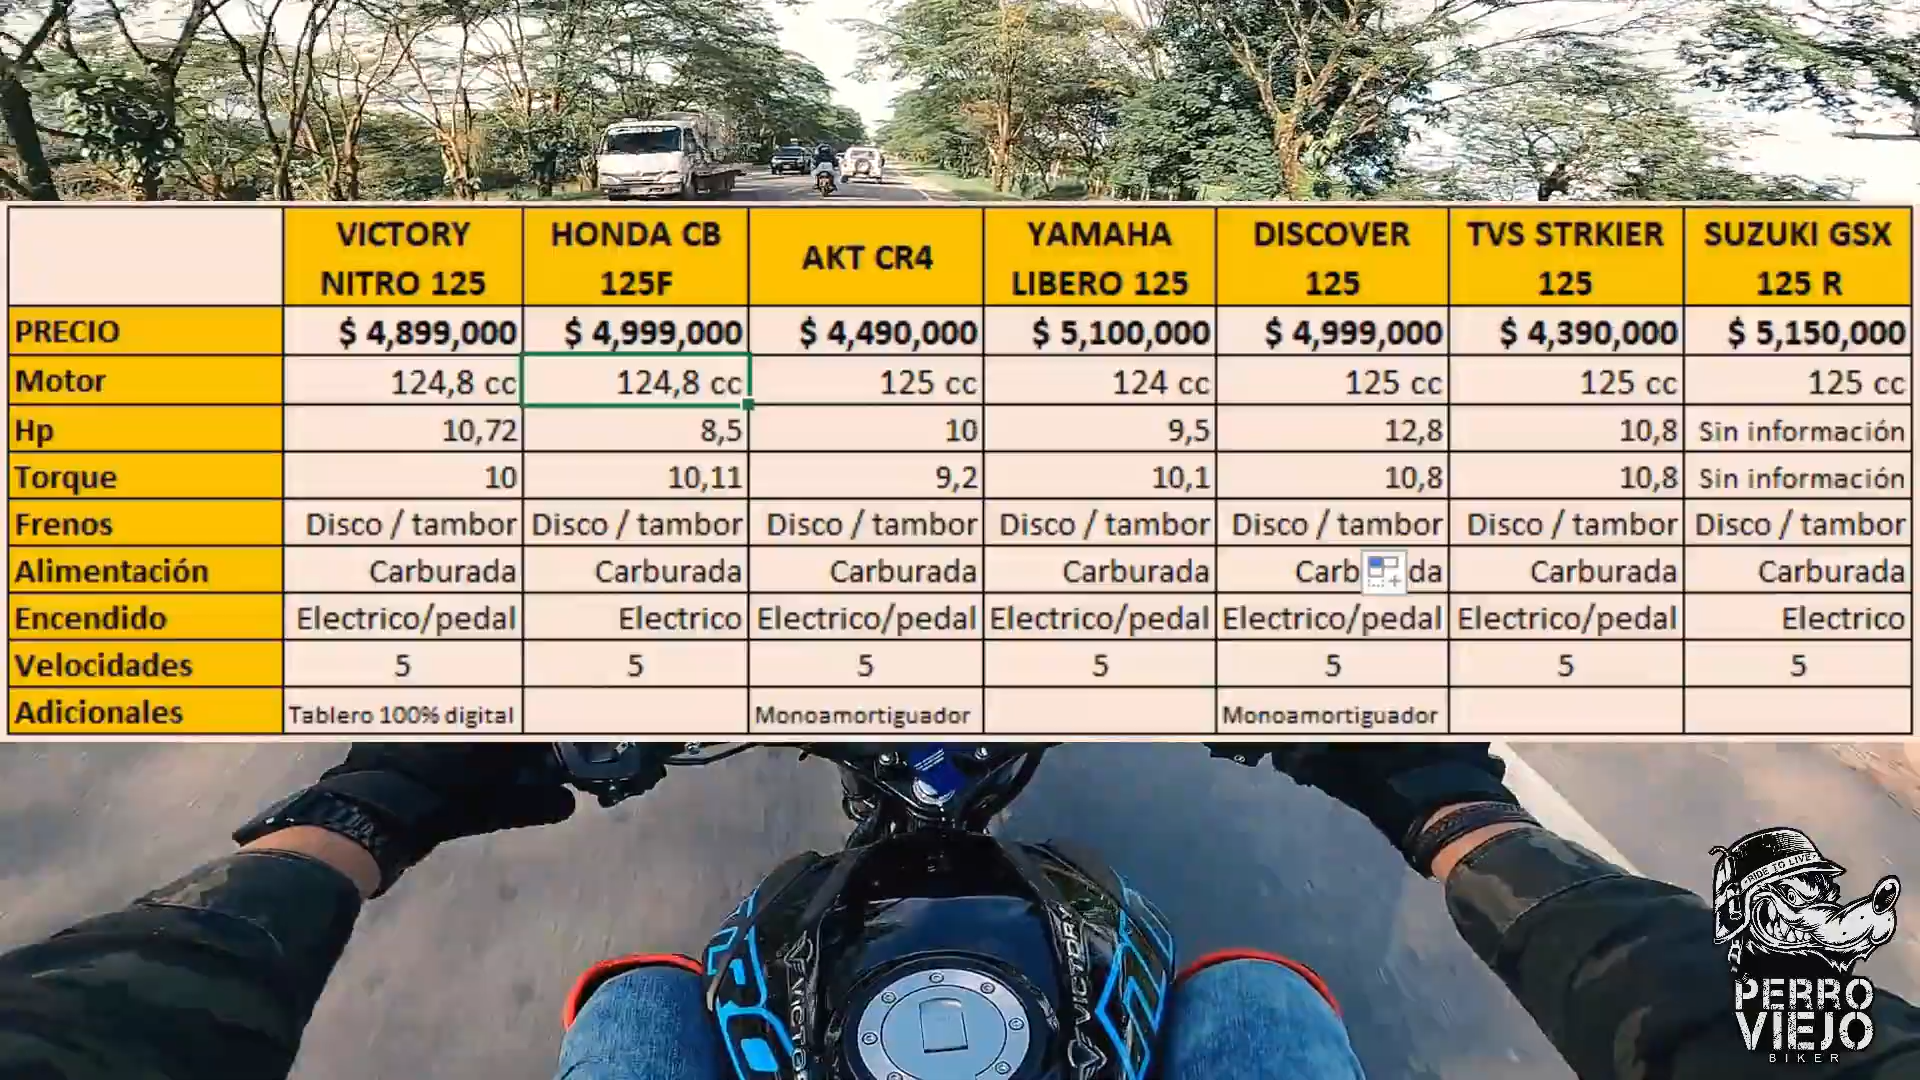 VICTORY NITRO 125 HONDA CB 125F AKT CR4 YAMAHA LIBERO 125 DISCOVER 125 TVS STRKIER 125 SUZUKI GSX 125 R
PRECIO $ 4,899,000 $ 4,999,000 $ 4,490,000 $ 5,100,000 $ 4,999,000 $ 4,390,000 $ 5,150,000
Motor 124,8 cc 124,8 cc 125 cc 124 cc 125 cc 125 cc 125 cc
Hp 10,72 8,5 10 9,5 12,8 10,8 Sin información
Torque 10 10,11 9,2 10,1 10,8 10,8 Sin información
Frenos Disco / tambor Disco / tambor Disco / tambor Disco / tambor Disco / tambor Disco / tambor Disco / tambor
Alimentación Carburada Carburada Carburada Carburada Carb da Carburada Carburada
Encendido Electrico/pedal Electrico Electrico/pedal Electrico/pedal Electrico/pedal Electrico/pedal Electrico
Velocidades 5 5 5 5 5 5 5
Adicionales Tablero 100% digital Monoamortiguador Monoamortiguador
RIDE TO LIVE
PERRO
VIEJO
BIKER
VICTORY